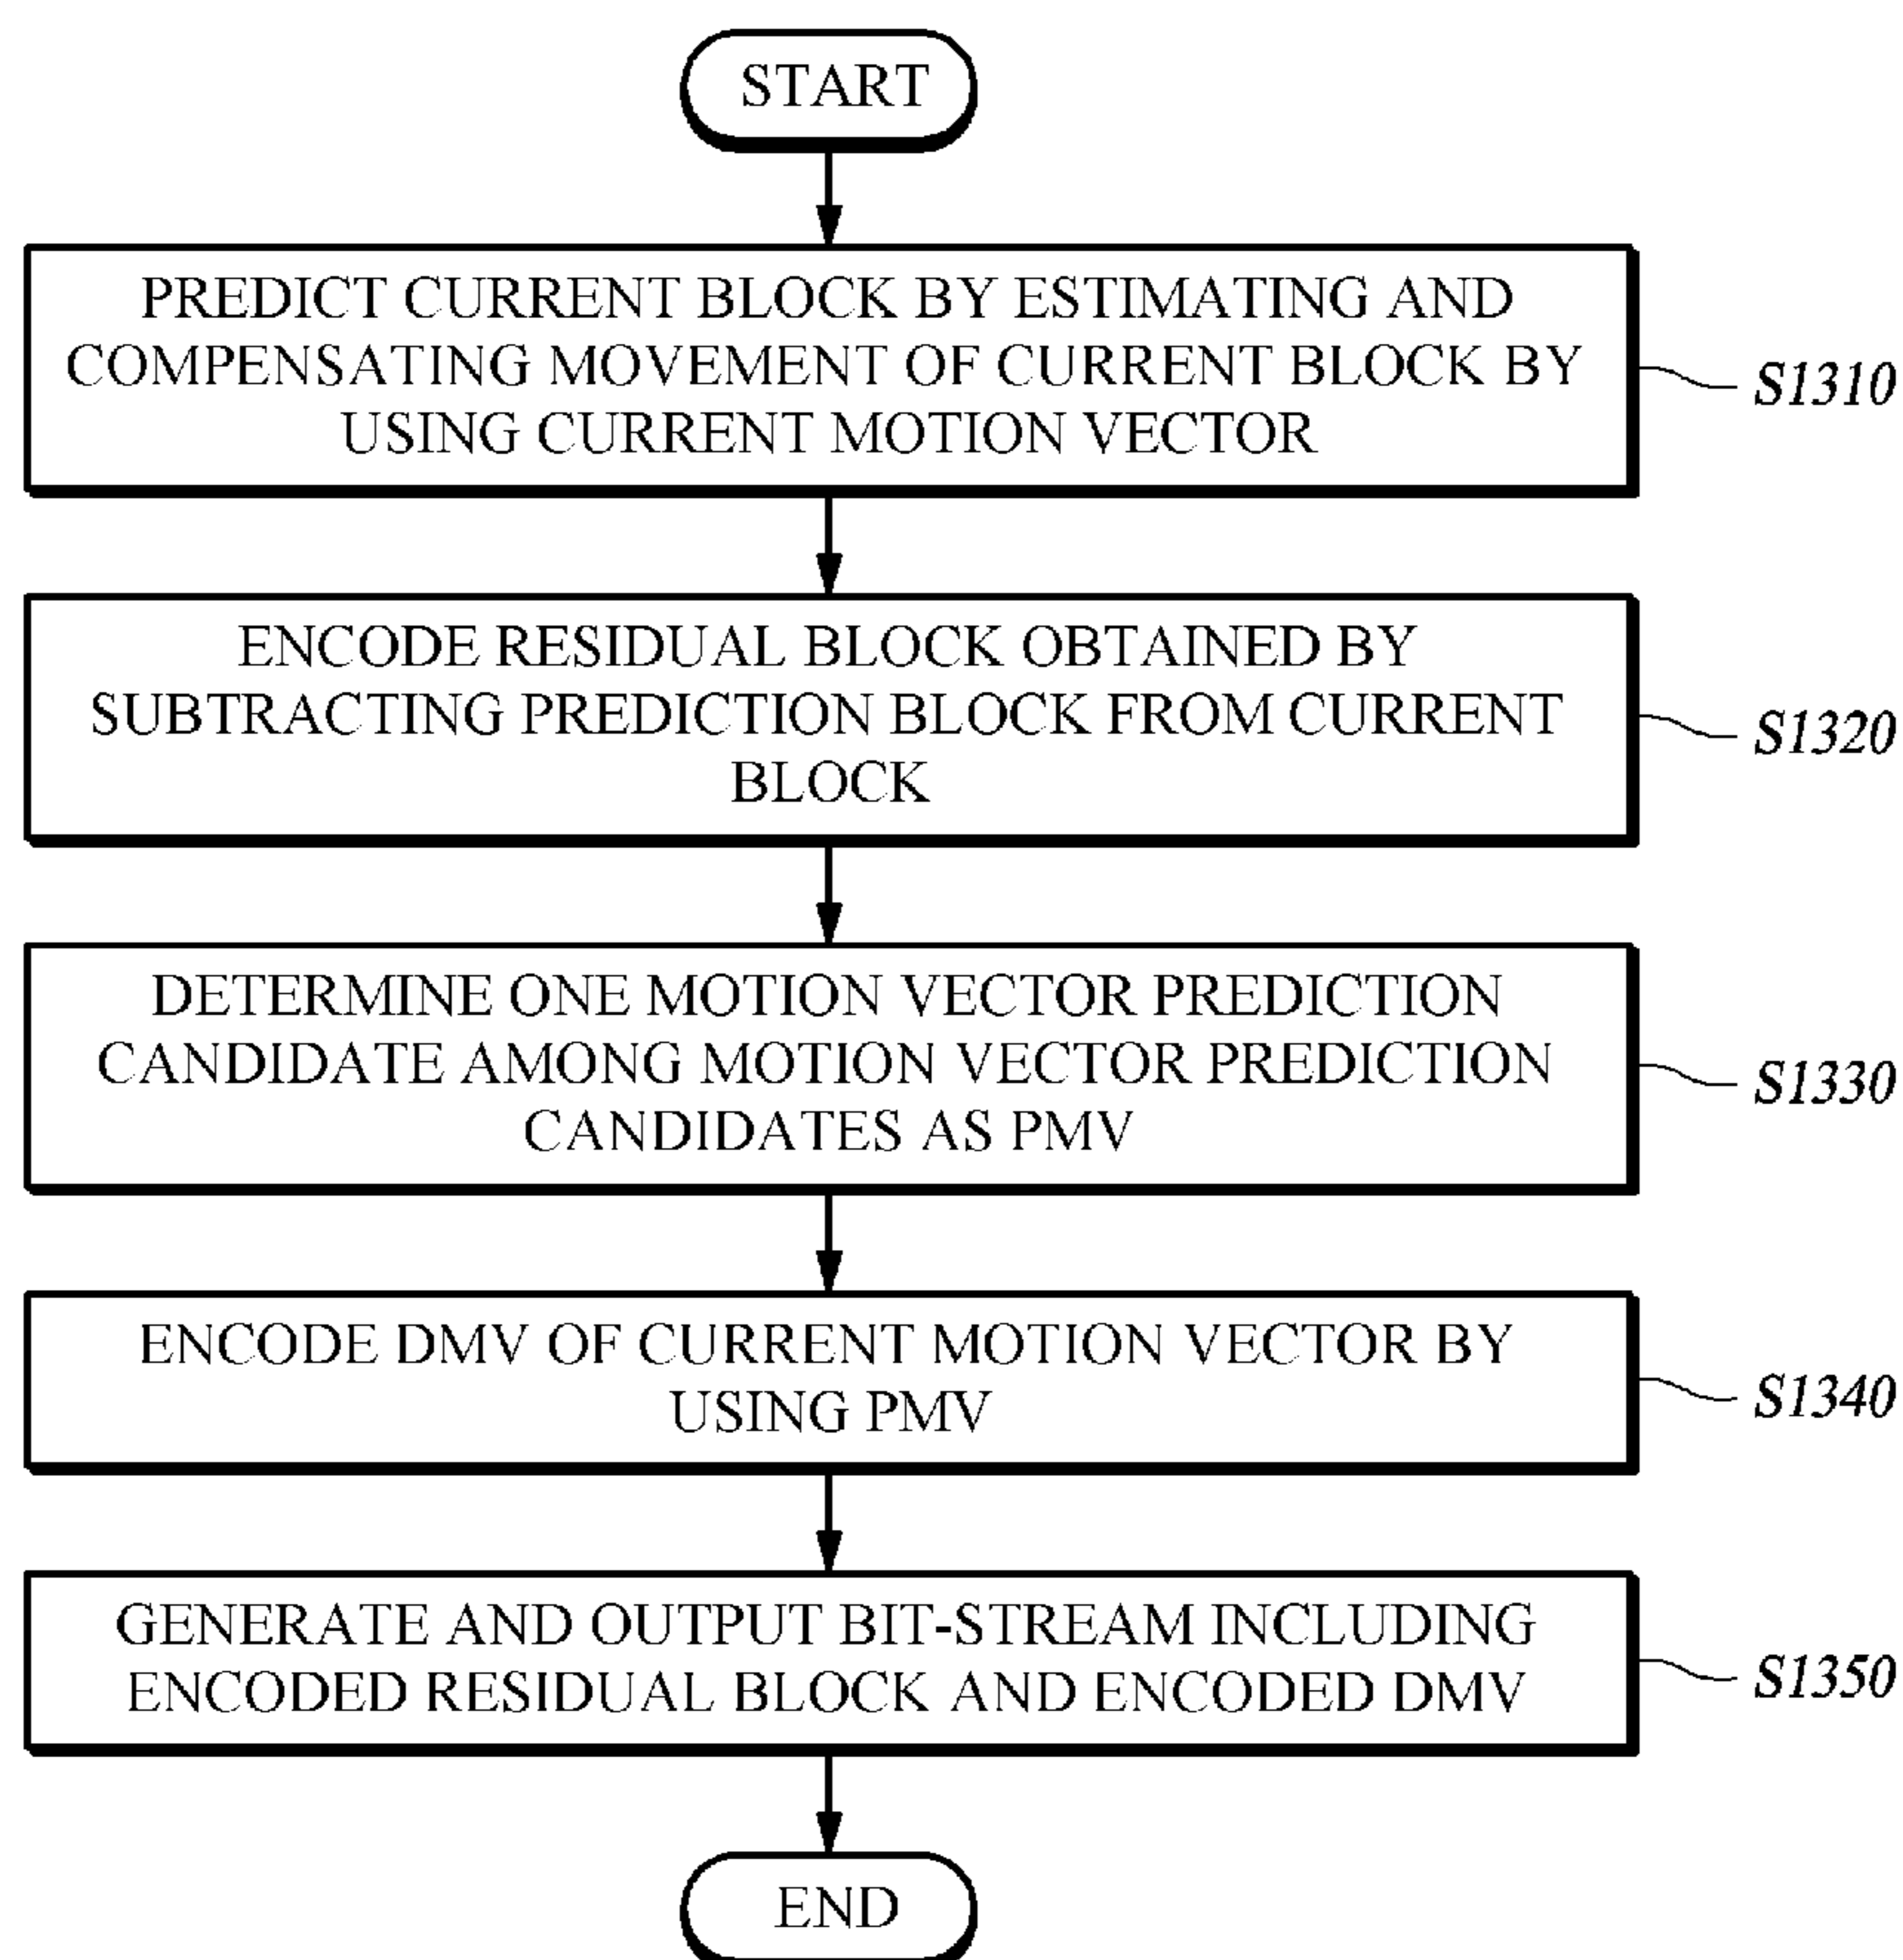 START
PREDICT CURRENT BLOCK BY ESTIMATING AND
COMPENSATING MOVEMENT OF CURRENT BLOCK BY
USING CURRENT MOTION VECTOR
S1310
ENCODE RESIDUAL BLOCK OBTAINED BY
SUBTRACTING PREDICTION BLOCK FROM CURRENT
BLOCK
S1320
DETERMINE ONE MOTION VECTOR PREDICTION
CANDIDATE AMONG MOTION VECTOR PREDICTION
CANDIDATES AS PMV
S1330
ENCODE DMV OF CURRENT MOTION VECTOR BY
USING PMV
S1340
GENERATE AND OUTPUT BIT-STREAM INCLUDING
ENCODED RESIDUAL BLOCK AND ENCODED DMV
S1350
END